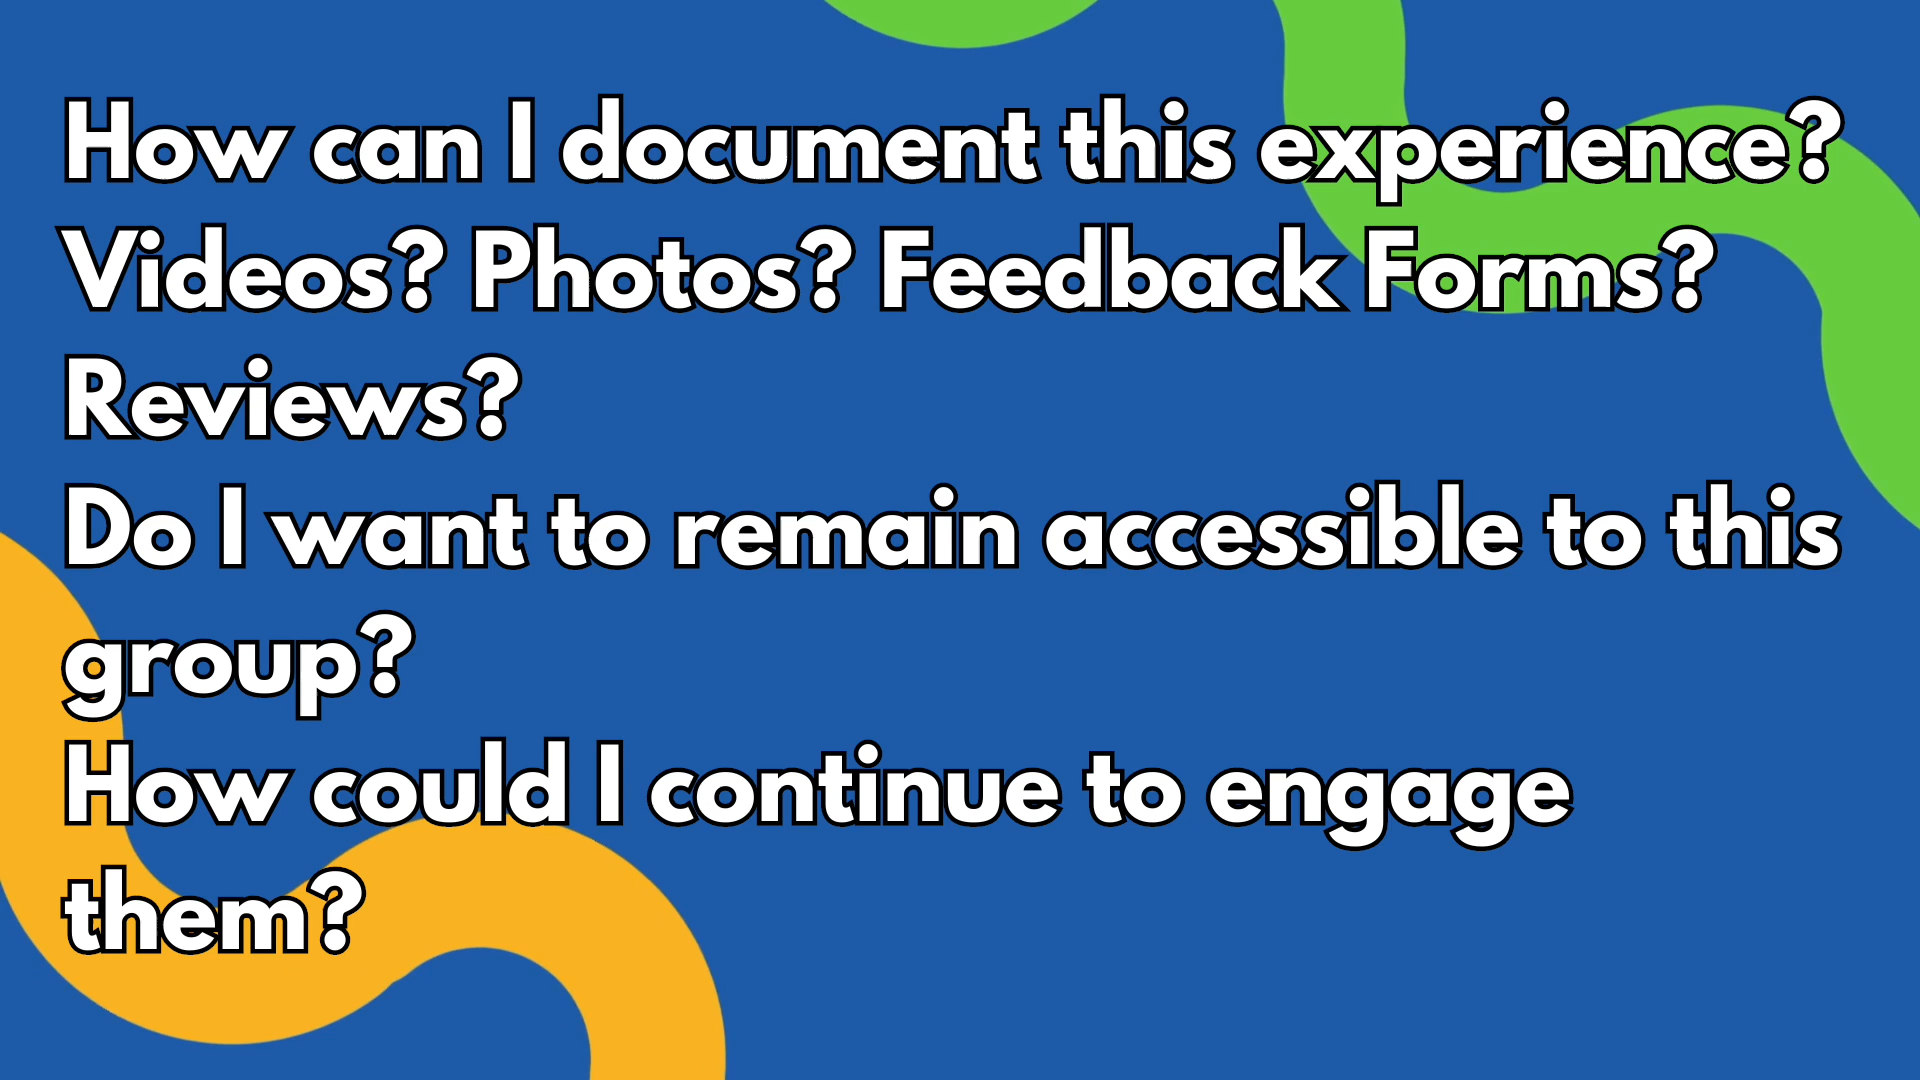 How can I document this experience?
Videos? Photos? Feedback Forms?
Reviews?
Do I want to remain accessible to this
group?
How could I continue to engage
them?